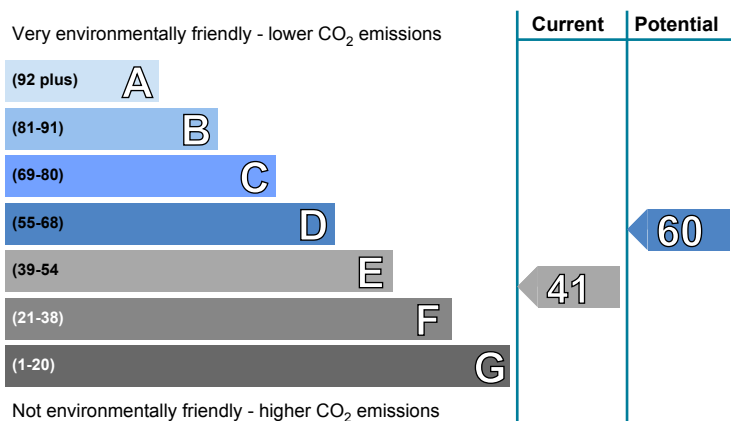 Current Potential
Very environmentally friendly - lower CO2 emissions
(92 plus) A
(81-91) B
(69-80) C
(55-68) D
60
(39-54 E
41
(21-38) F
(1-20) G
Not environmentally friendly - higher CO2 emissions